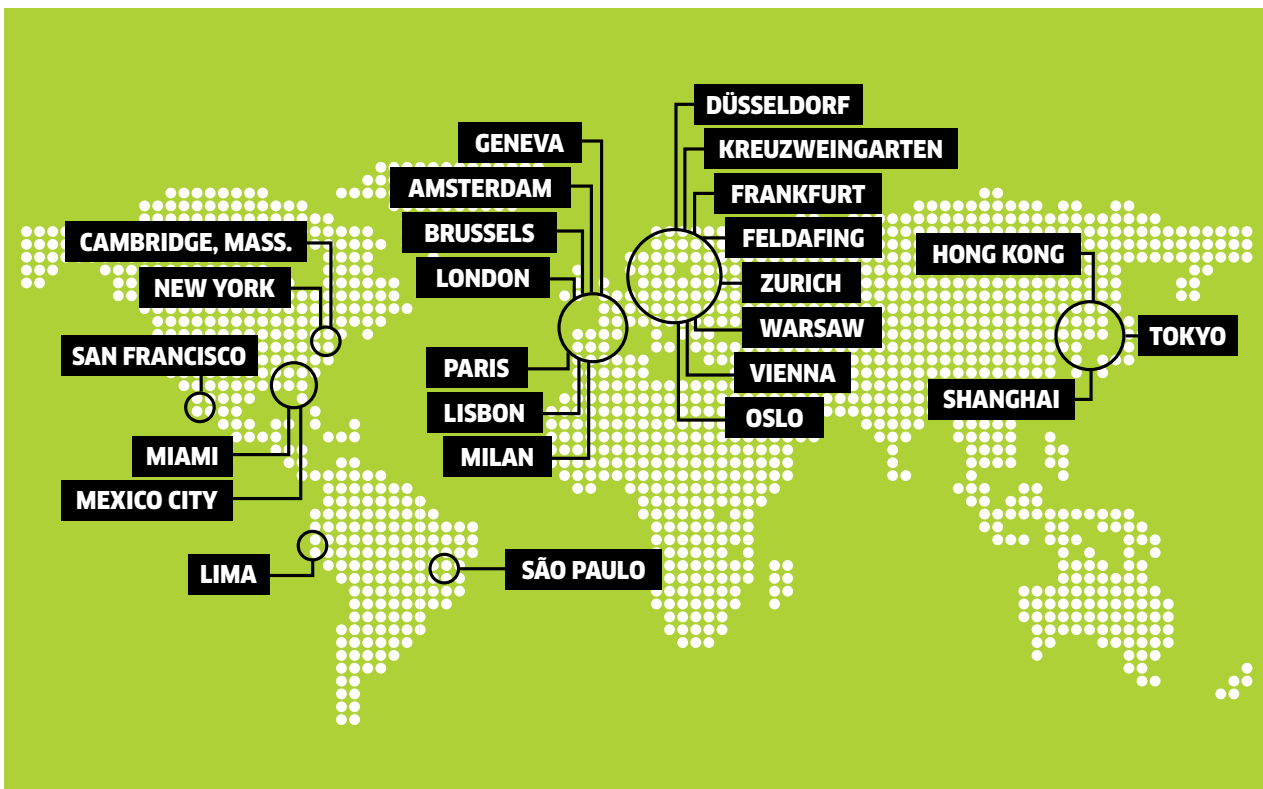 DÜSSELDORF
GENEVA
KREUZWEINGARTEN
AMSTERDAM
FRANKFURT
BRUSSELS
FELDAFING
CAMBRIDGE, MASS.
HONG KONG
LONDON
ZURICH
NEW YORK
WARSAW
TOKYO
SAN FRANCISCO
PARIS
VIENNA
SHANGHAI
LISBON
OSLO
MIAMI
MILAN
MEXICO CITY
LIMA
SÃO PAULO